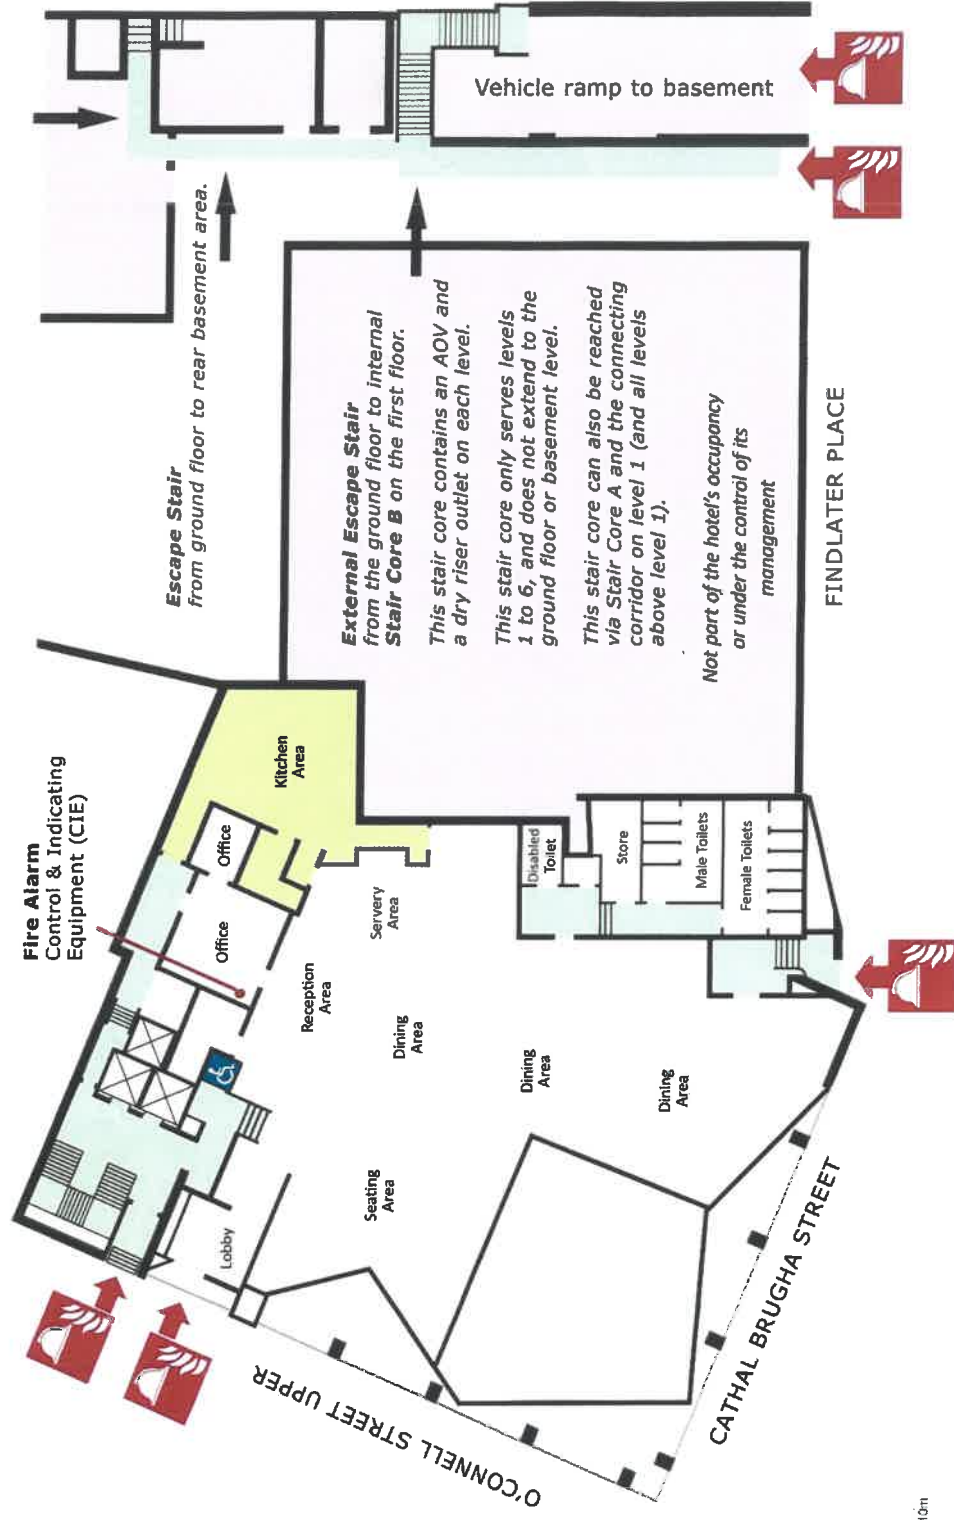 Fire Alarm
Control & Indicating
Equipment (CIE)
Escape Stair
from ground floor to rear basement area.
External Escape Stair
from the ground floor to internal
Stair Core B on the first floor.
This stair core contains an AOV and
a dry riser outlet on each level.
This stair core only serves levels
1 to 6, and does not extend to the
ground floor or basement level.
This stair core can also be reached
via Stair Core A and the connecting
corridor on level 1 (and all levels
above level 1).
Not part of the hotel's occupancy
or under the control of its
management
Vehicle ramp to basement
Kitchen
Area
Office
Office
Servery
Area
Reception
Area
Dining
Area
Dining
Area
Dining
Area
Seating
Area
Lobby
Disabled
Toilet
Store
Male Toilets
Female Toilets
FINDLATER PLACE
CATHAL BRUGHA STREET
O'CONNELL STREET UPPER
10m